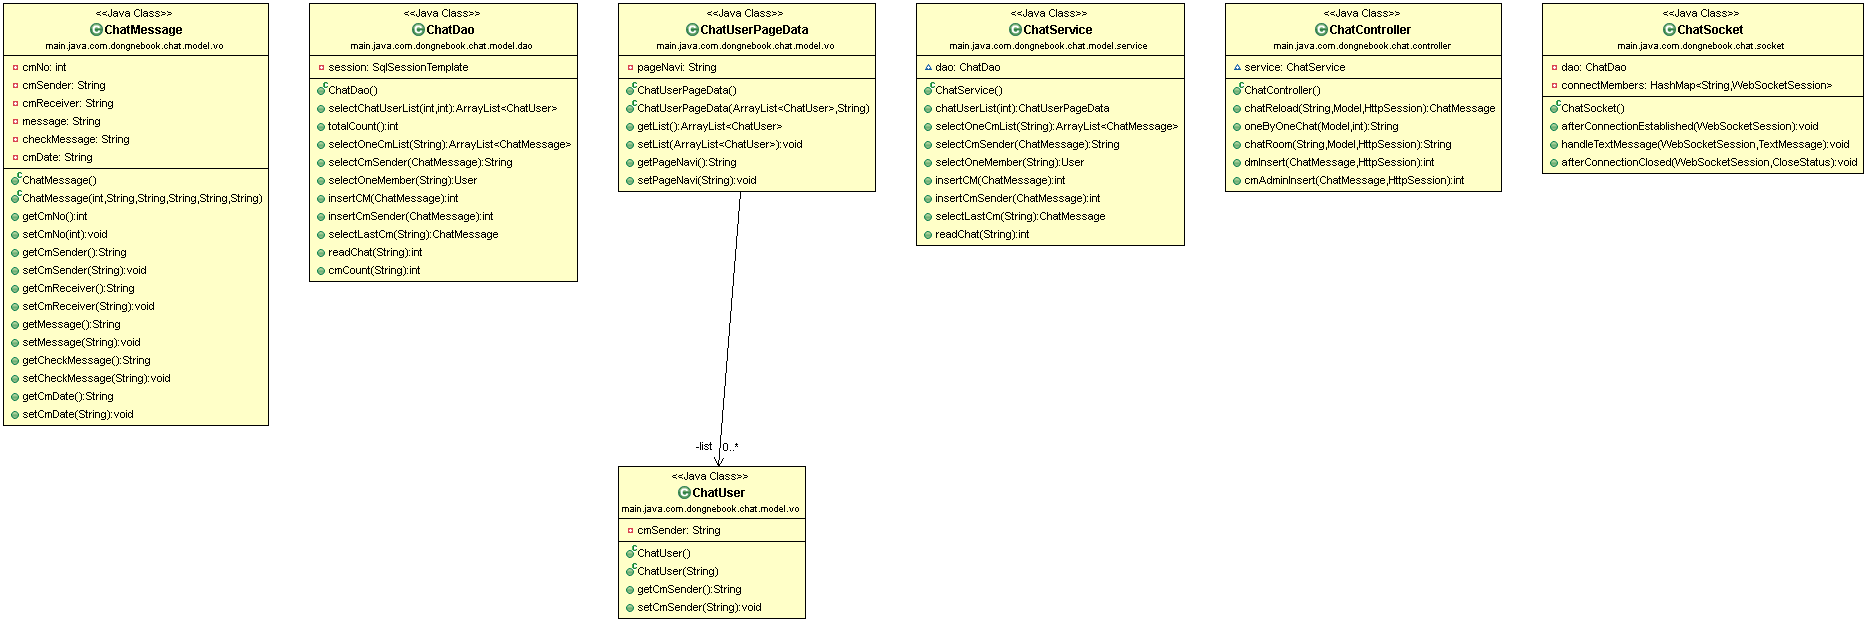 <<Java Class>>
ChatMessage
main.java.com.dongnebook.chat.model.vo
cmNo: int
cmSender: String
cmReceiver: String
message: String
checkMessage: String
cmDate: String
ChatMessage()
ChatMessage(int,String,String,String,String,String)
getCmNo():int
setCmNo(int):void
getCmSender():String
setCmSender(String):void
getCmReceiver():String
setCmReceiver(String):void
getMessage():String
setMessage(String):void
getCheckMessage():String
setCheckMessage(String):void
getCmDate():String
setCmDate(String):void
<<Java Class>>
ChatDao
main.java.com.dongnebook.chat.model.dao
session: SqlSessionTemplate
ChatDao()
selectChatUserList(int,int):ArrayList<ChatUser>
totalCount():int
selectOneCmList(String):ArrayList<ChatMessage>
selectCmSender(ChatMessage):String
selectOneMember(String):User
insertCM(ChatMessage):int
insertCmSender(ChatMessage):int
selectLastCm(String):ChatMessage
readChat(String):int
cmCount(String):int
<<Java Class>>
ChatUserPageData
main.java.com.dongnebook.chat.model.vo
pageNavi: String
ChatUserPageData()
ChatUserPageData(ArrayList<ChatUser>,String)
getList():ArrayList<ChatUser>
setList(ArrayList<ChatUser>):void
getPageNavi():String
setPageNavi(String):void
-list 0..*
<<Java Class>>
ChatUser
main.java.com.dongnebook.chat.model.vo
cmSender: String
ChatUser()
ChatUser(String)
getCmSender():String
setCmSender(String):void
<<Java Class>>
ChatService
main.java.com.dongnebook.chat.model.service
dao: ChatDao
ChatService()
chatUserList(int):ChatUserPageData
selectOneCmList(String):ArrayList<ChatMessage>
selectCmSender(ChatMessage):String
selectOneMember(String):User
insertCM(ChatMessage):int
insertCmSender(ChatMessage):int
selectLastCm(String):ChatMessage
readChat(String):int
<<Java Class>>
ChatController
main.java.com.dongnebook.chat.controller
service: ChatService
ChatController()
chatReload(String,Model,HttpSession):ChatMessage
oneByOneChat(Model,int):String
chatRoom(String,Model,HttpSession):String
dmInsert(ChatMessage,HttpSession):int
cmAdminInsert(ChatMessage,HttpSession):int
<<Java Class>>
ChatSocket
main.java.com.dongnebook.chat.socket
dao: ChatDao
connectMembers: HashMap<String,WebSocketSession>
ChatSocket()
afterConnectionEstablished(WebSocketSession):void
handleTextMessage(WebSocketSession,TextMessage):void
afterConnectionClosed(WebSocketSession,CloseStatus):void